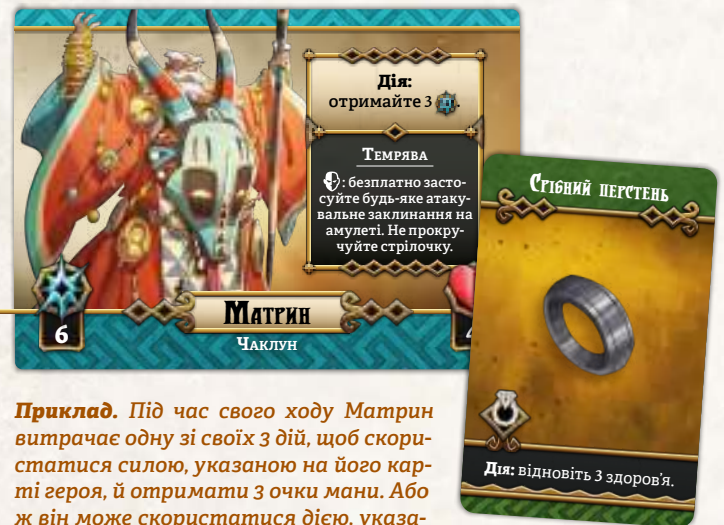 Дія:
отримайте 3 .
Темрява
: безплатно засто-
суйте будь-яке атаку-
вальне заклинання на
амулеті. Не прокру-
чуйте стрілочку.
6
Матрин
Чаклун
Срібний перстень
Дія: відновіть 3 здоров'я.
Приклад. Під час свого ходу Матрин
витрачає одну зі своїх 3 дій, щоб скори-
статися силою, указаною на його кар-
ті героя, й отримати 3 очки мани. Або
ж він може скористатися дією, указа-